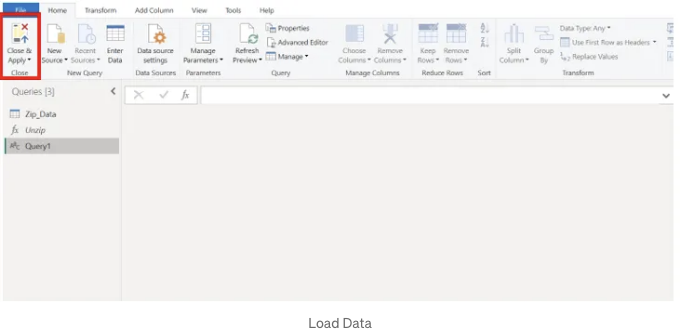 File Home Transform Add Column View Tools Help
Close & Apply
New Source
Recent Sources
Enter Data
Data source settings
Manage Parameters
Refresh Preview
Properties
Advanced Editor
Manage
Choose Columns
Remove Columns
Keep Rows
Remove Rows
Split Column
Group By
Data Type: Any
Use First Row as Headers
Replace Values
Close New Query Data Sources Parameters Query Manage Columns Reduce Rows Sort Transform
Queries [3]
fx
Zip_Data
fx Unzip
ABC Query1
Load Data